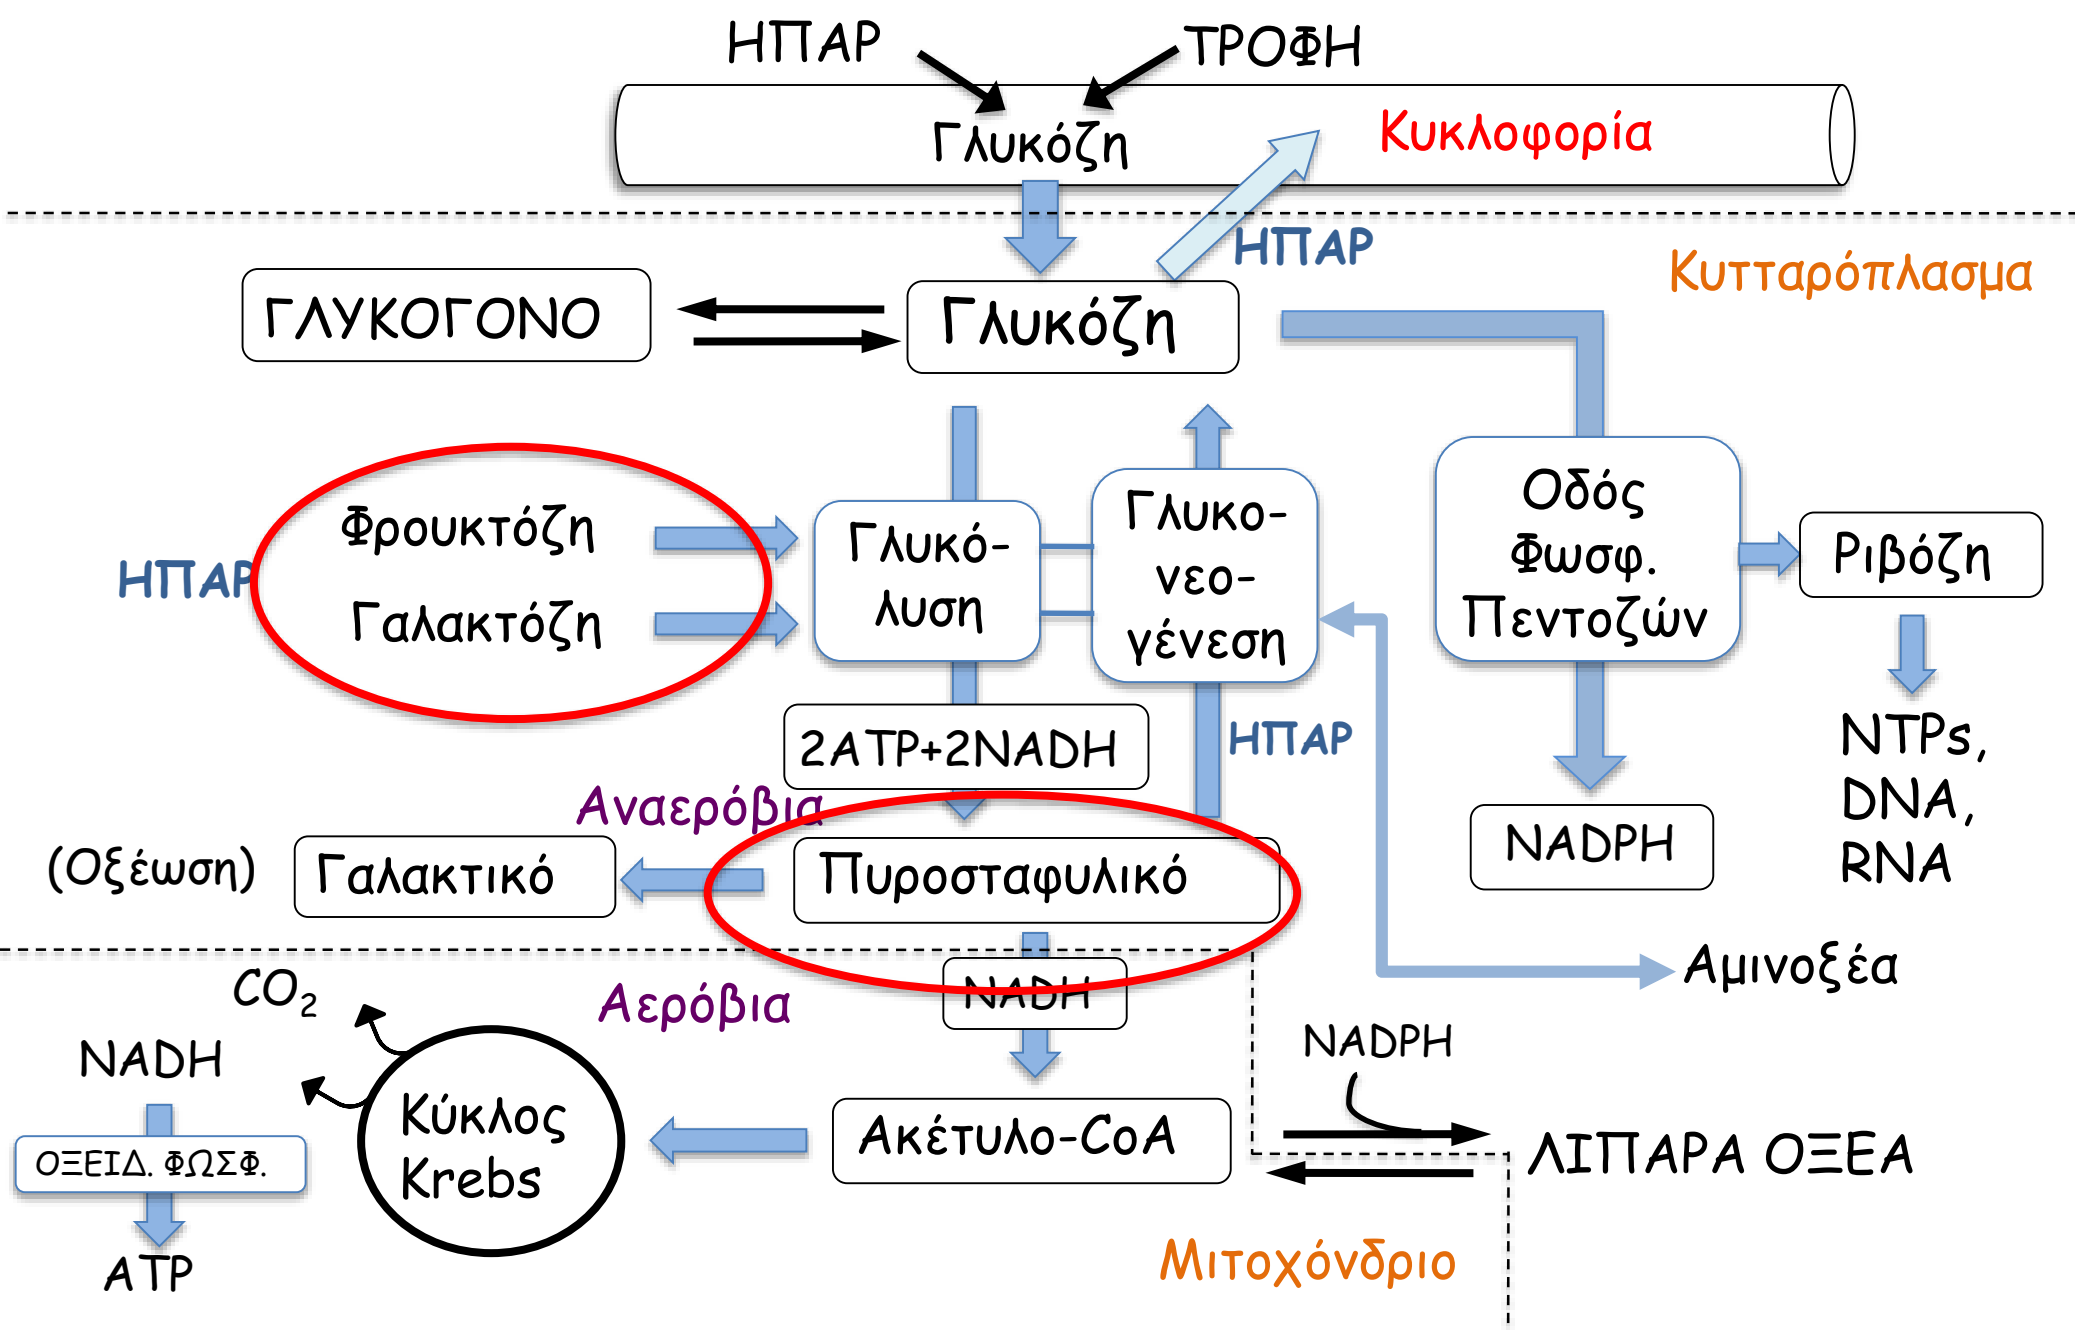 ΗΠΑΡ
ΤΡΟΦΗ
Γλυκόζη
Κυκλοφορία
ΗΠΑΡ
Κυτταρόπλασμα
ΓΛΥΚΟΓΟΝΟ
Γλυκόζη
Φρουκτόζη
Γαλακτόζη
ΗΠΑΡ
Γλυκό-
λυση
Γλυκο-
νεο-
γένεση
Οδός
Φωσφ.
Πεντοζών
Ριβόζη
NTPs,
DNA,
RNA
2ATP+2NADH
ΗΠΑΡ
Αναερόβια
NADPH
(Οξέωση)
Γαλακτικό
Πυροσταφυλικό
Αμινοξέα
CO₂
Αερόβια
NADH
NADH
NADPH
Κύκλος
Krebs
Ακέτυλο-CoA
ΛΙΠΑΡΑ ΟΞΕΑ
ΟΞΕΙΔ. ΦΩΣΦ.
ATP
Μιτοχόνδριο